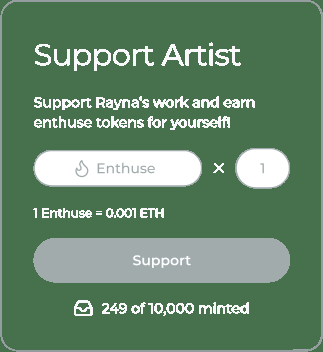 Support Artist
Support Rayna's work and earn
enthuse tokens for yourself!
Enthuse × 1
1 Enthuse = 0.001 ETH
Support
249 of 10,000 minted